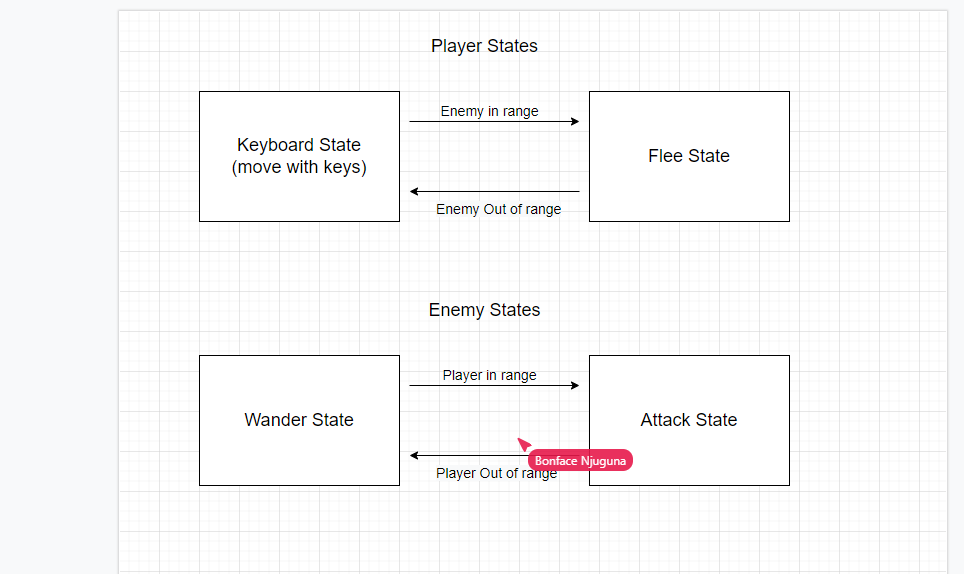 Player States
Enemy in range
Keyboard State
(move with keys)
Flee State
Enemy Out of range
Enemy States
Player in range
Wander State
Attack State
Bonface Njuguna
Player Out of range